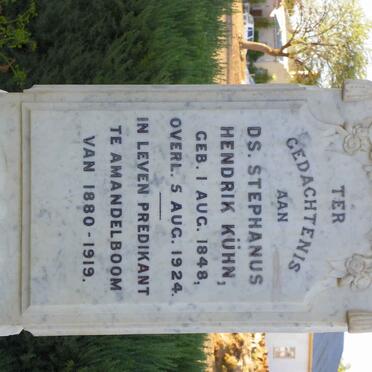 TER
GEDACHTENIS
AAN
DS. STEPHANUS
HENDRIK KÜHN,
GEB. 1 AUG. 1848,
OVERL. 5 AUG. 1924.
IN LEVEN PREDIKANT
TE AMANDELBOOM
VAN 1880-1919.